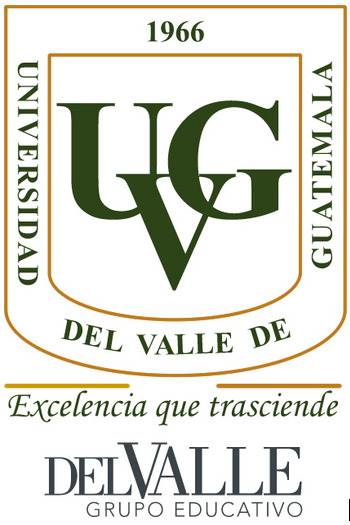 1966
UNIVERSIDAD
DEL VALLE DE
GUATEMALA
UVG
Excelencia que trasciende
DELVALLE
GRUPO EDUCATIVO